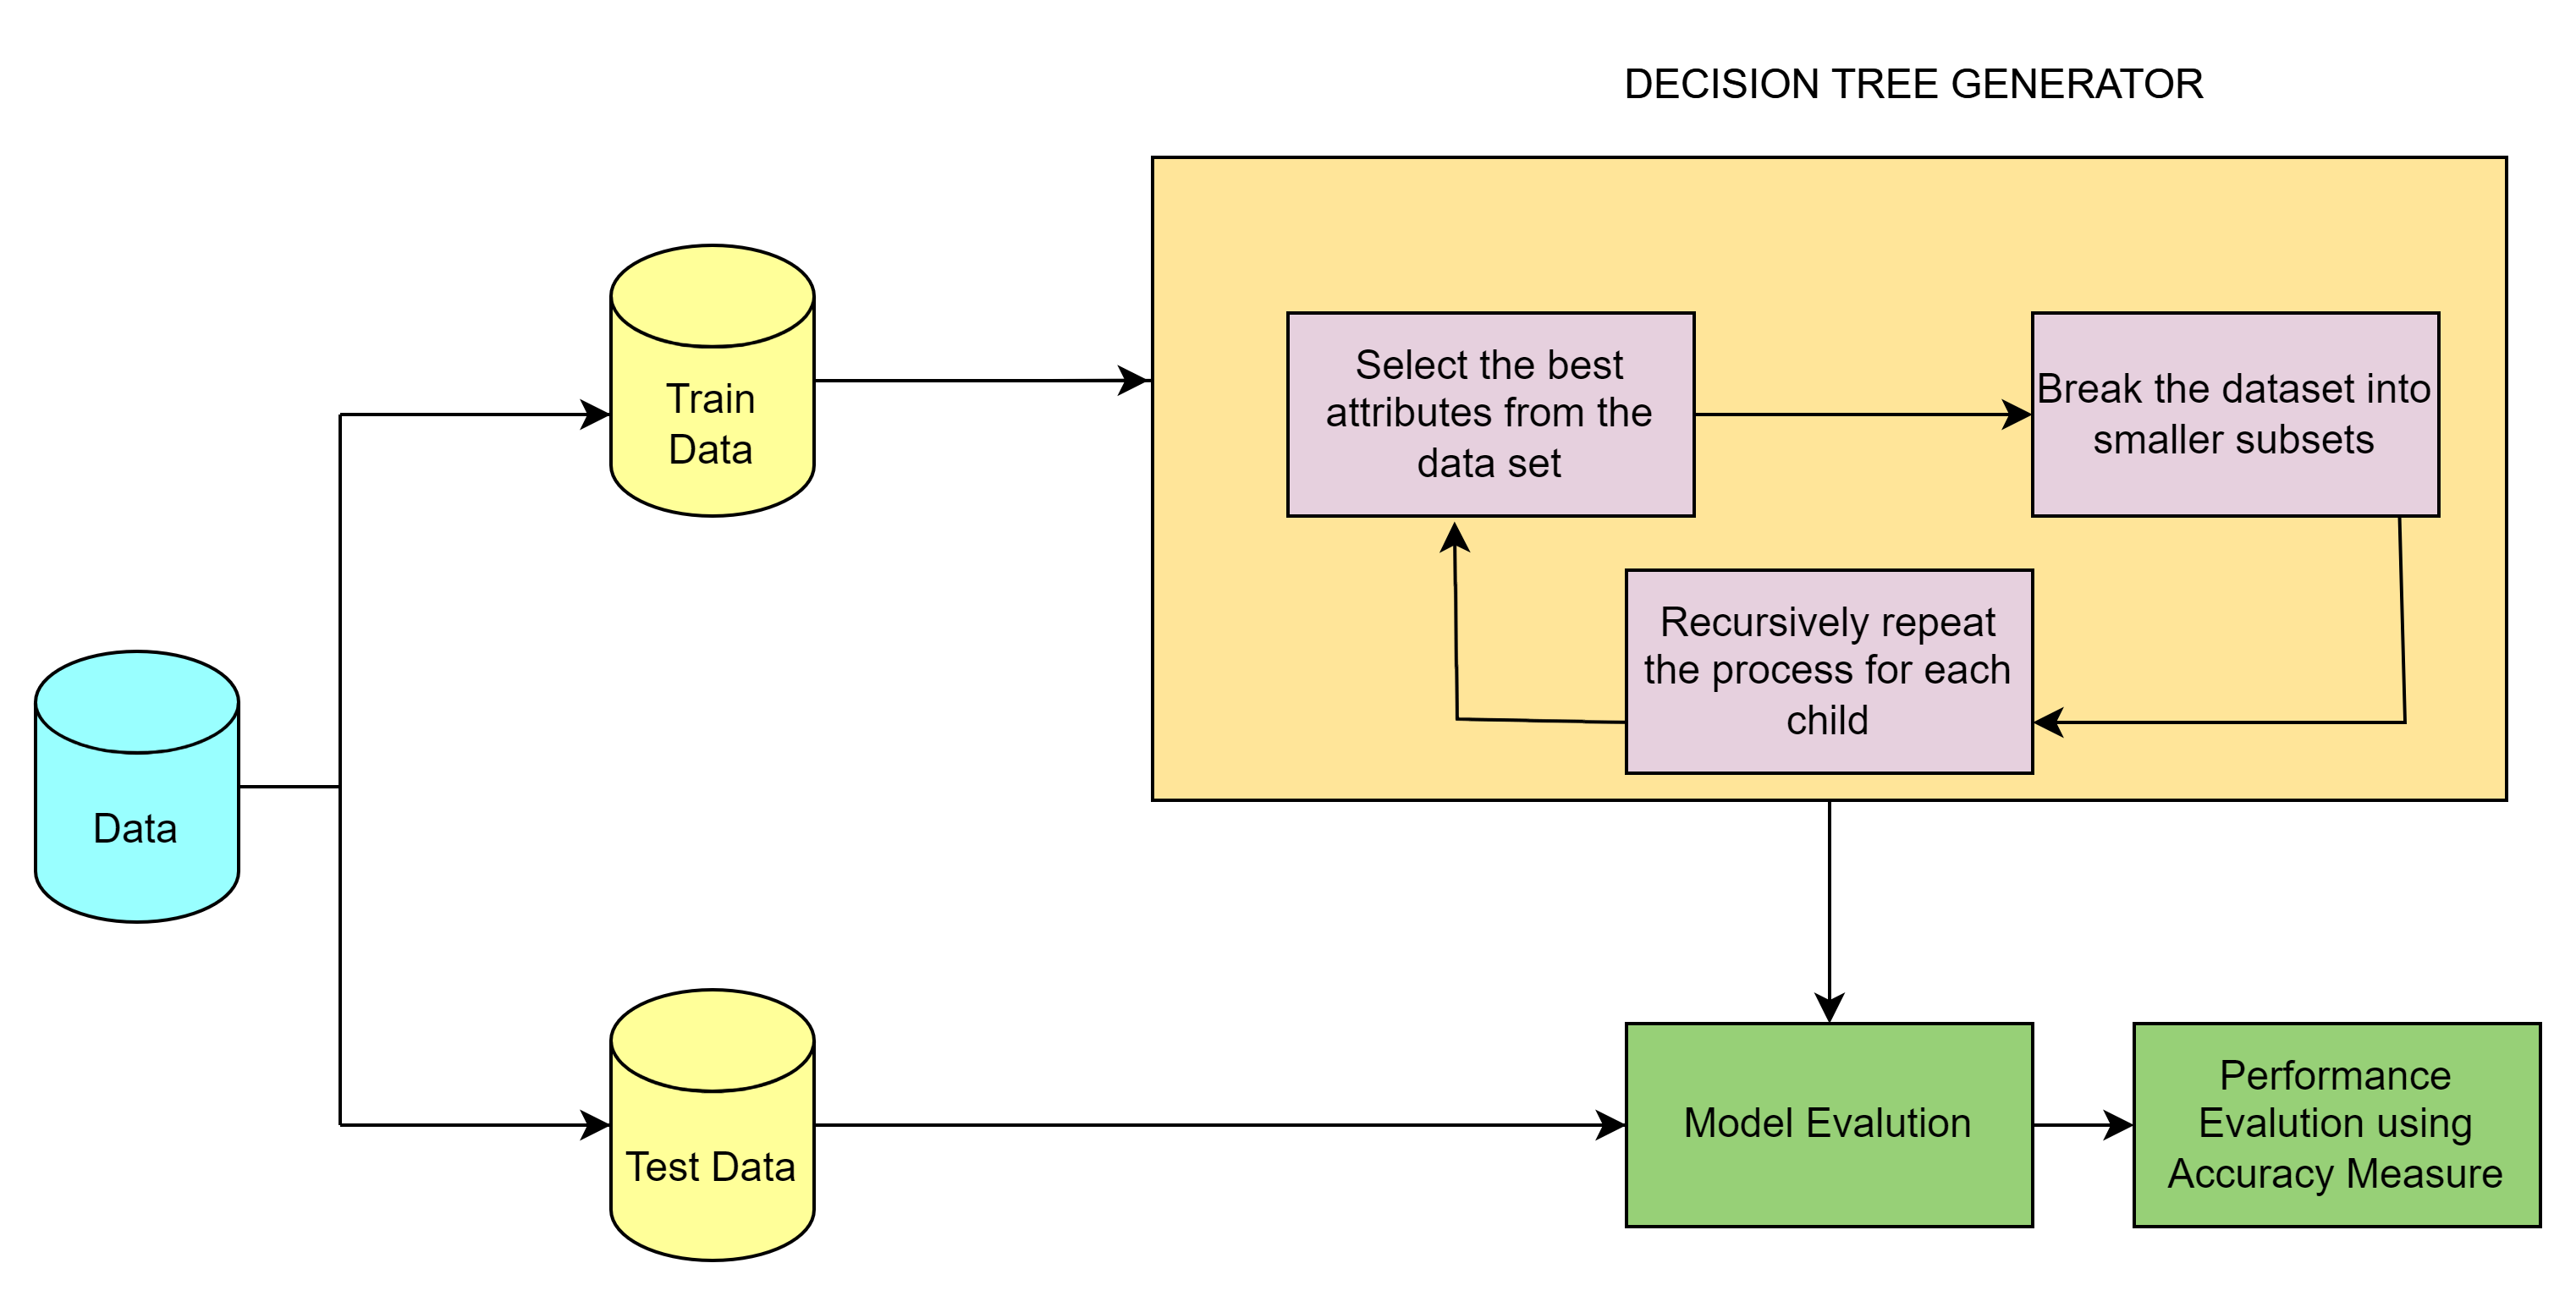 DECISION TREE GENERATOR
Train
Data
Select the best
attributes from the
data set
Break the dataset into
smaller subsets
Recursively repeat
the process for each
child
Data
Test Data
Model Evalution
Performance
Evalution using
Accuracy Measure